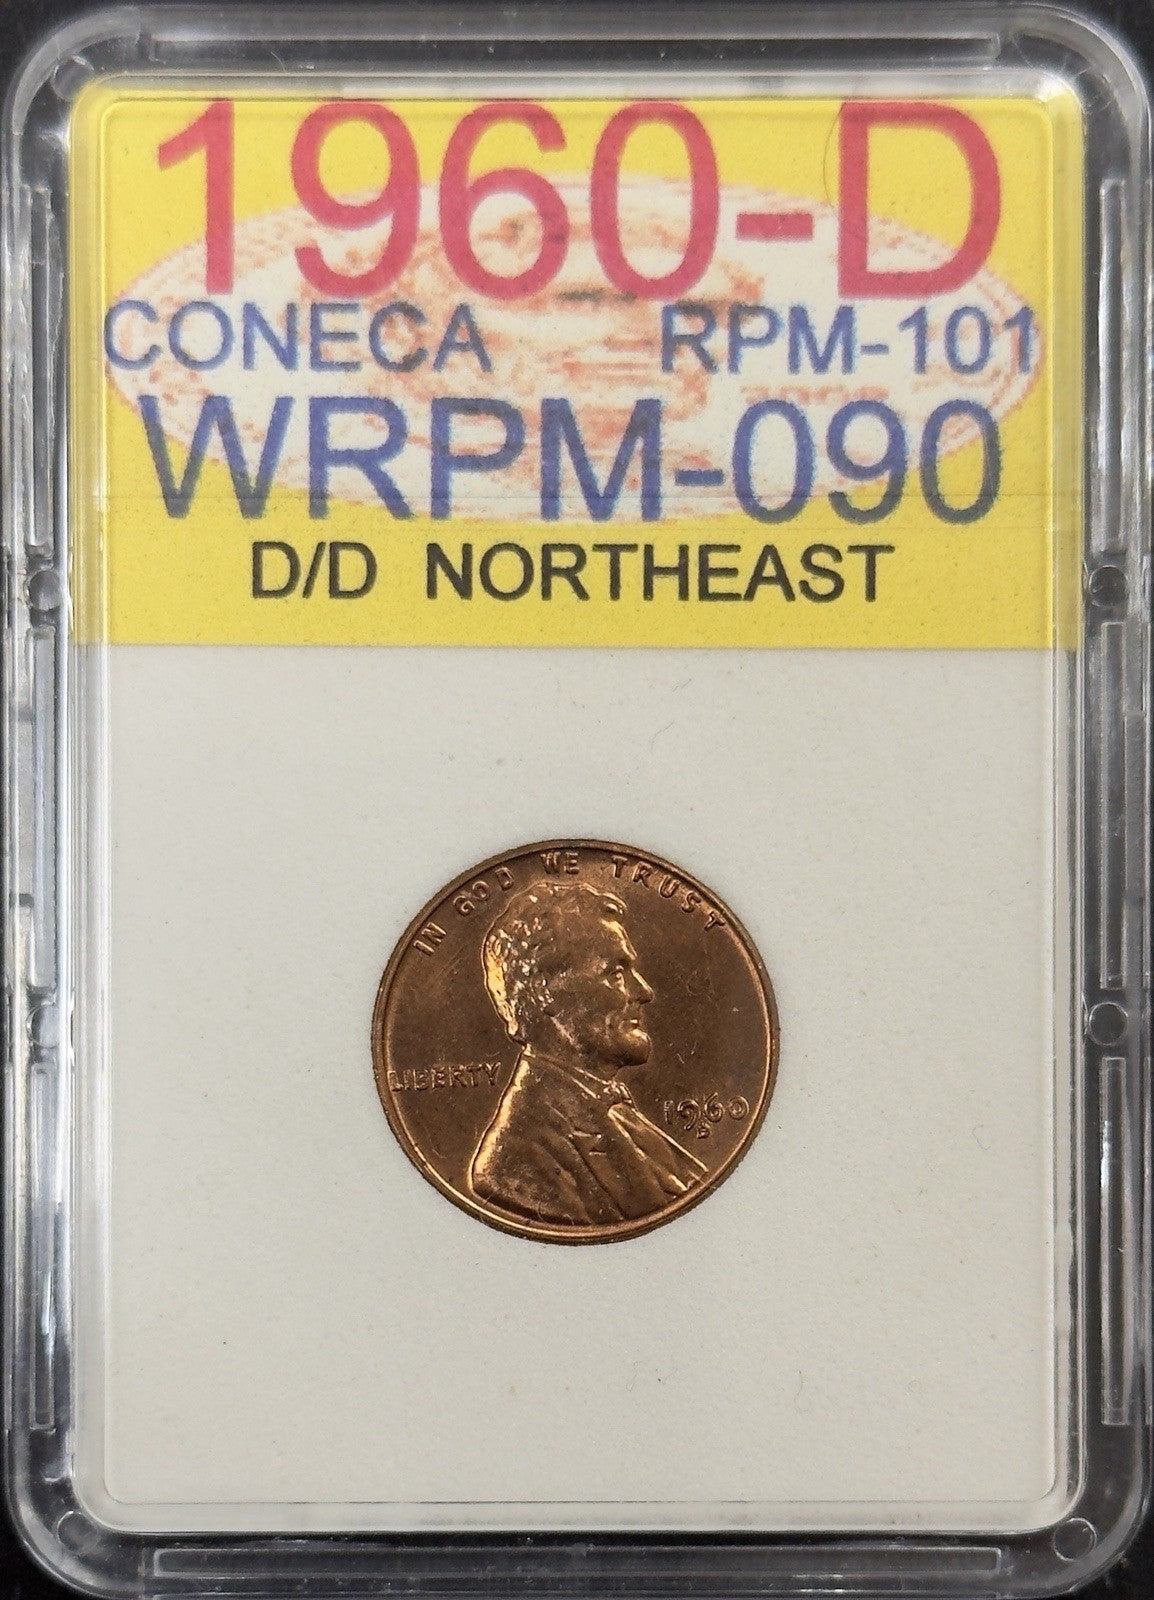 1960-D
CONECA RPM-101
WRPM-090
D/D NORTHEAST
IN GOD WE TRUST
LIBERTY
1960
D